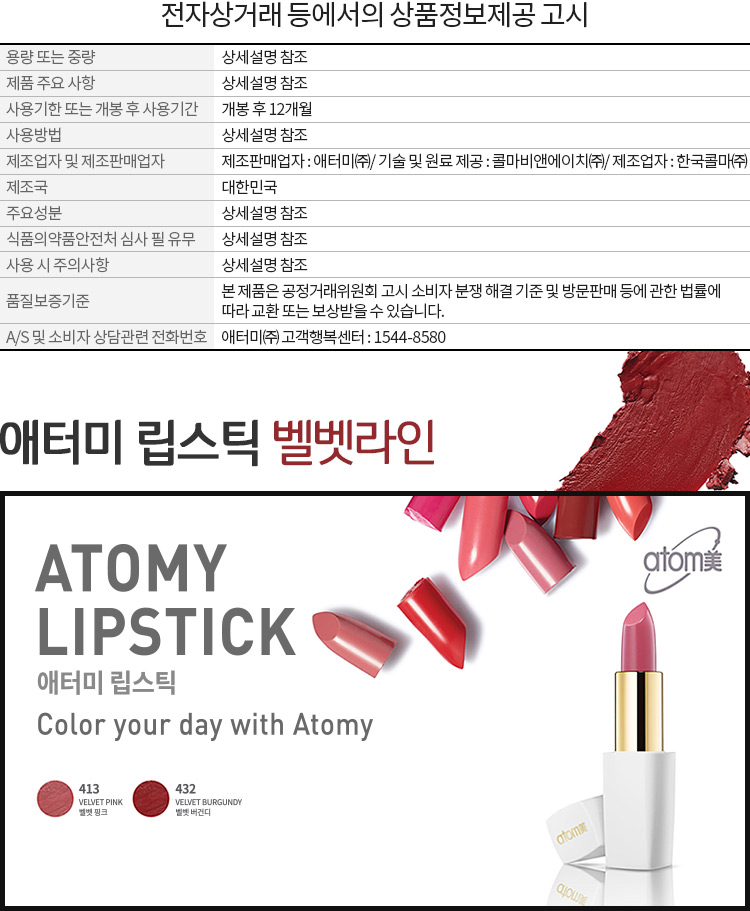 전자상거래 등에서의 상품정보제공 고시
용량 또는 중량 상세설명 참조
제품 주요 사항 상세설명 참조
사용기한 또는 개봉 후 사용기간 개봉 후 12개월
사용방법 상세설명 참조
제조업자 및 제조판매업자 제조판매업자 : 애터미㈜/ 기술 및 원료 제공 : 콜마비앤에이치㈜/ 제조업자 : 한국콜마㈜
제조국 대한민국
주요성분 상세설명 참조
식품의약품안전처 심사 필 유무 상세설명 참조
사용 시 주의사항 상세설명 참조
품질보증기준 본 제품은 공정거래위원회 고시 소비자 분쟁 해결 기준 및 방문판매 등에 관한 법률에
따라 교환 또는 보상받을 수 있습니다.
A/S 및 소비자 상담관련 전화번호 애터미㈜ 고객행복센터 : 1544-8580
애터미 립스틱 벨벳라인
atom美
ATOMY
LIPSTICK
애터미 립스틱
Color your day with Atomy
413
VELVET PINK
벨벳 핑크
432
VELVET BURGUNDY
벨벳 버건디
atom美